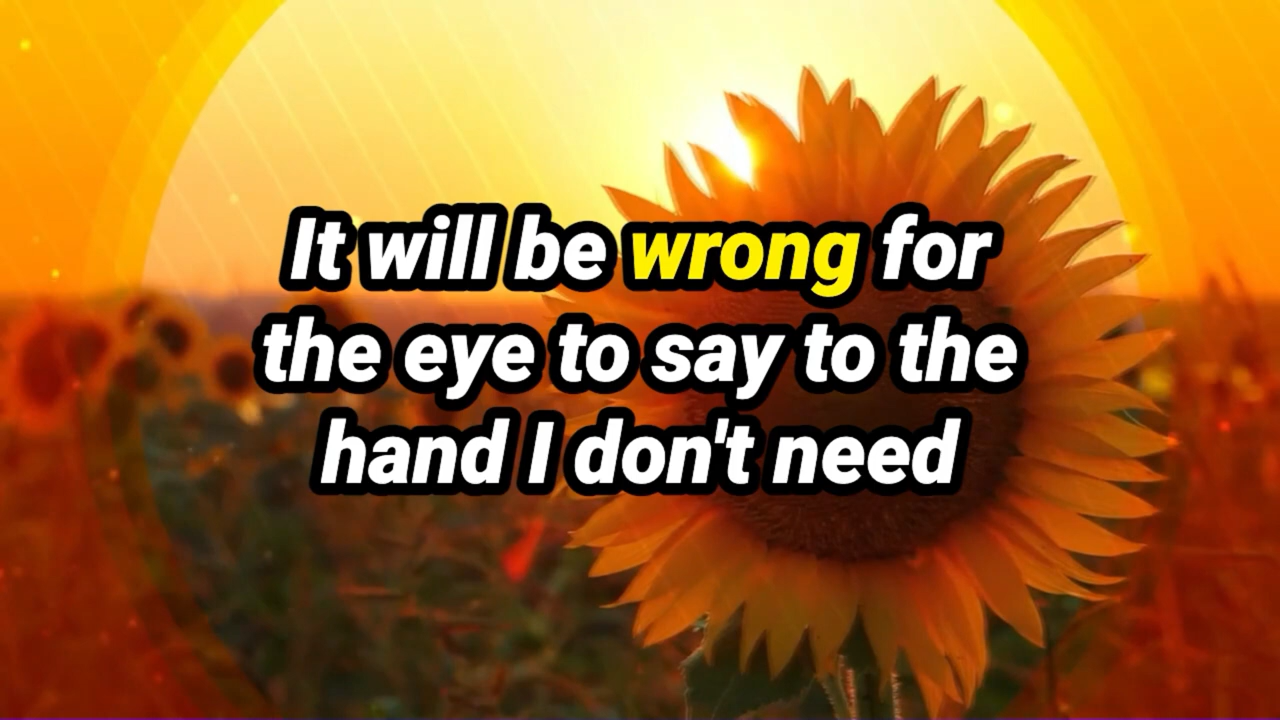 It will be wrong for
the eye to say to the
hand I don't need